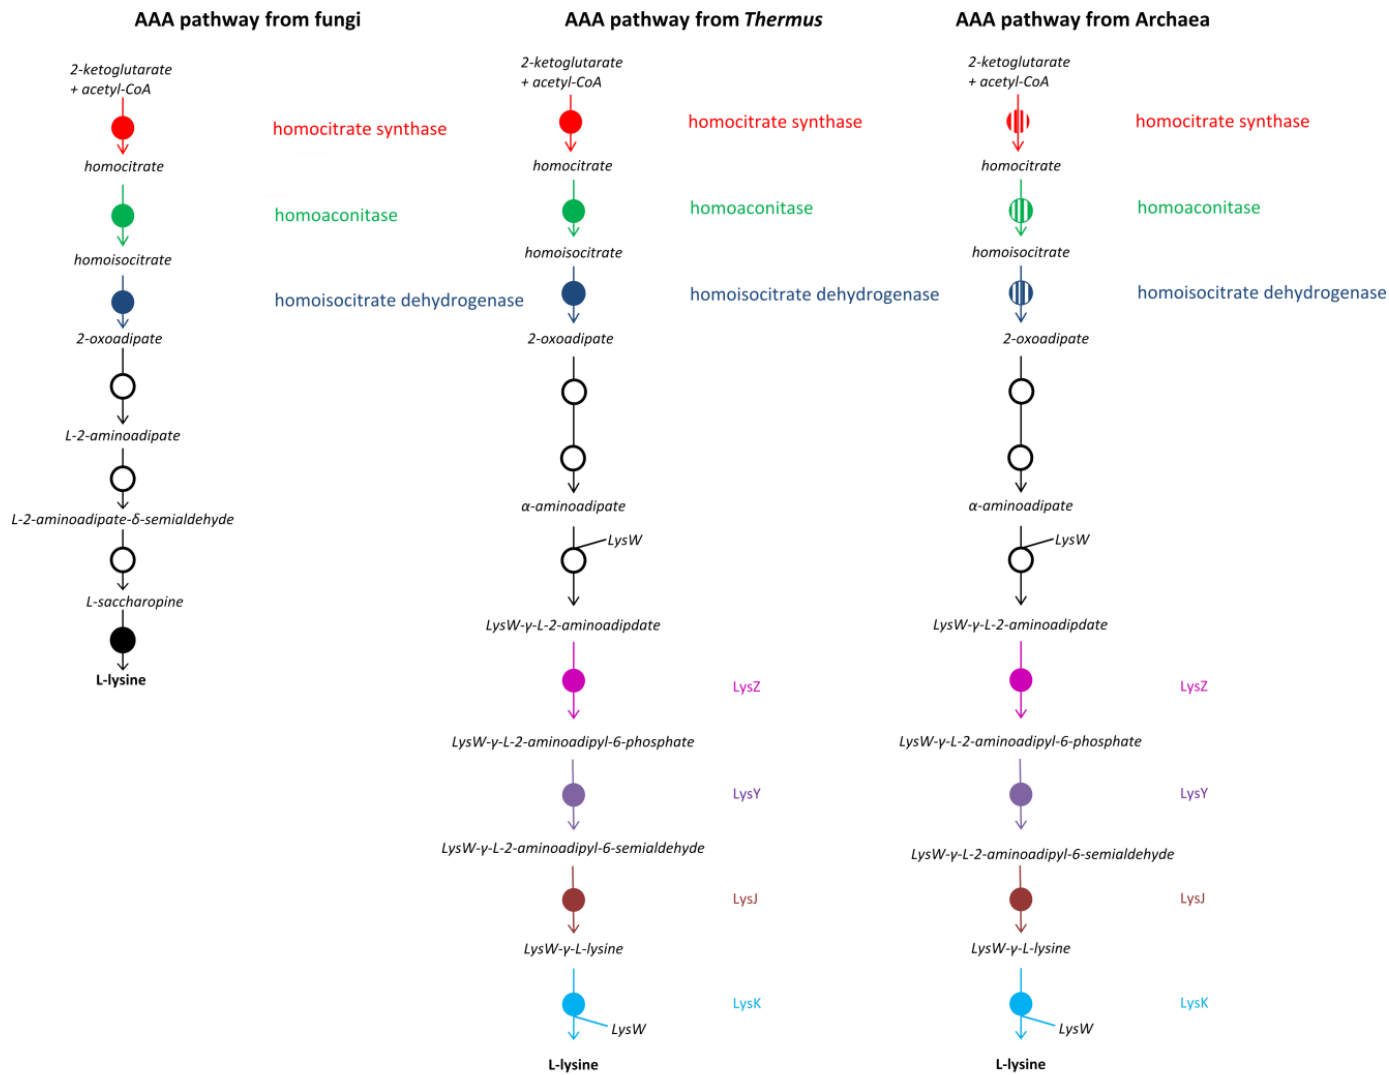 AAA pathway from fungi
2-ketoglutarate
+ acetyl-CoA
homocitrate synthase
homocitrate
homoaconitase
homoisocitrate
homoisocitrate dehydrogenase
2-oxoadipate
L-2-aminoadipate
L-2-aminoadipate-δ-semialdehyde
L-saccharopine
L-lysine
AAA pathway from Thermus
2-ketoglutarate
+ acetyl-CoA
homocitrate synthase
homocitrate
homoaconitase
homoisocitrate
homoisocitrate dehydrogenase
2-oxoadipate
α-aminoadipate
LysW
LysW-γ-L-2-aminoadipdate
LysZ
LysW-γ-L-2-aminoadipyl-6-phosphate
LysY
LysW-γ-L-2-aminoadipyl-6-semialdehyde
LysJ
LysW-γ-L-lysine
LysK
LysW
L-lysine
AAA pathway from Archaea
2-ketoglutarate
+ acetyl-CoA
homocitrate synthase
homocitrate
homoaconitase
homoisocitrate
homoisocitrate dehydrogenase
2-oxoadipate
α-aminoadipate
LysW
LysW-γ-L-2-aminoadipdate
LysZ
LysW-γ-L-2-aminoadipyl-6-phosphate
LysY
LysW-γ-L-2-aminoadipyl-6-semialdehyde
LysJ
LysW-γ-L-lysine
LysK
LysW
L-lysine